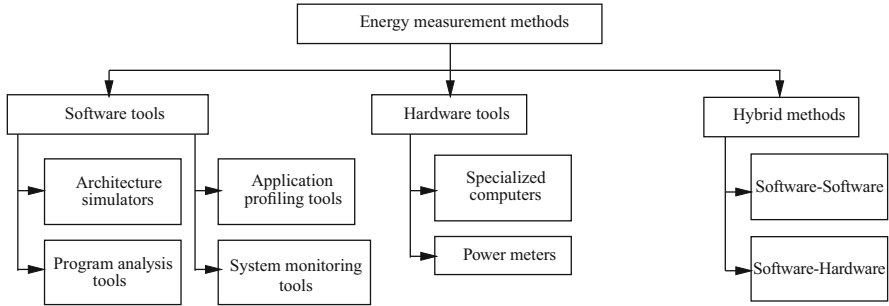 Energy measurement methods
Software tools
Hardware tools
Hybrid methods
Architecture
simulators
Application
profiling tools
Program analysis
tools
System monitoring
tools
Specialized
computers
Power meters
Software-Software
Software-Hardware